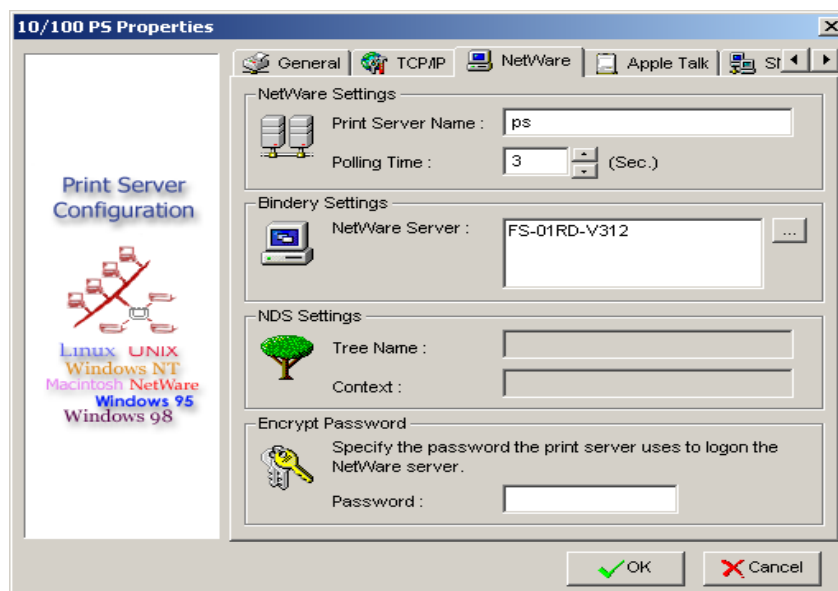 10/100 PS Properties
General TCP/IP NetWare Apple Talk
NetWare Settings
Print Server Name : ps
Polling Time : 3 (Sec.)
Bindery Settings
NetWare Server : FS-01RD-V312 ...
NDS Settings
Tree Name :
Context :
Encrypt Password
Specify the password the print server uses to logon the
NetWare server.
Password :
Print Server
Configuration
Linux UNIX
Windows NT
Macintosh NetWare
Windows 95
Windows 98
OK Cancel